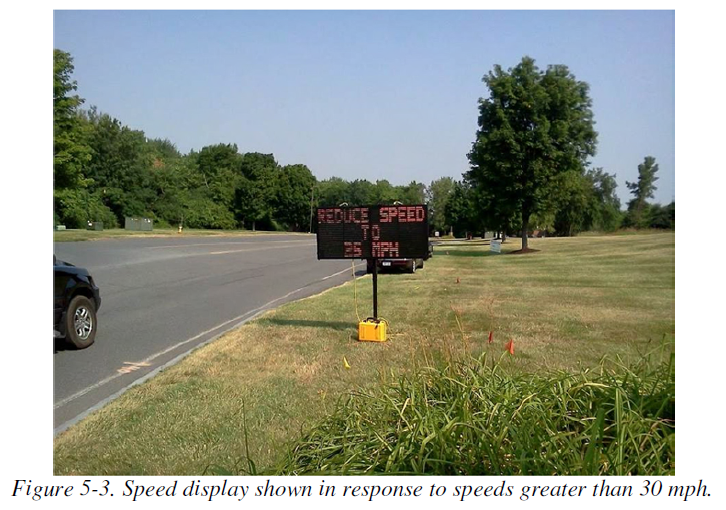 REDUCE SPEED
TO
25 MPH
Figure 5-3. Speed display shown in response to speeds greater than 30 mph.